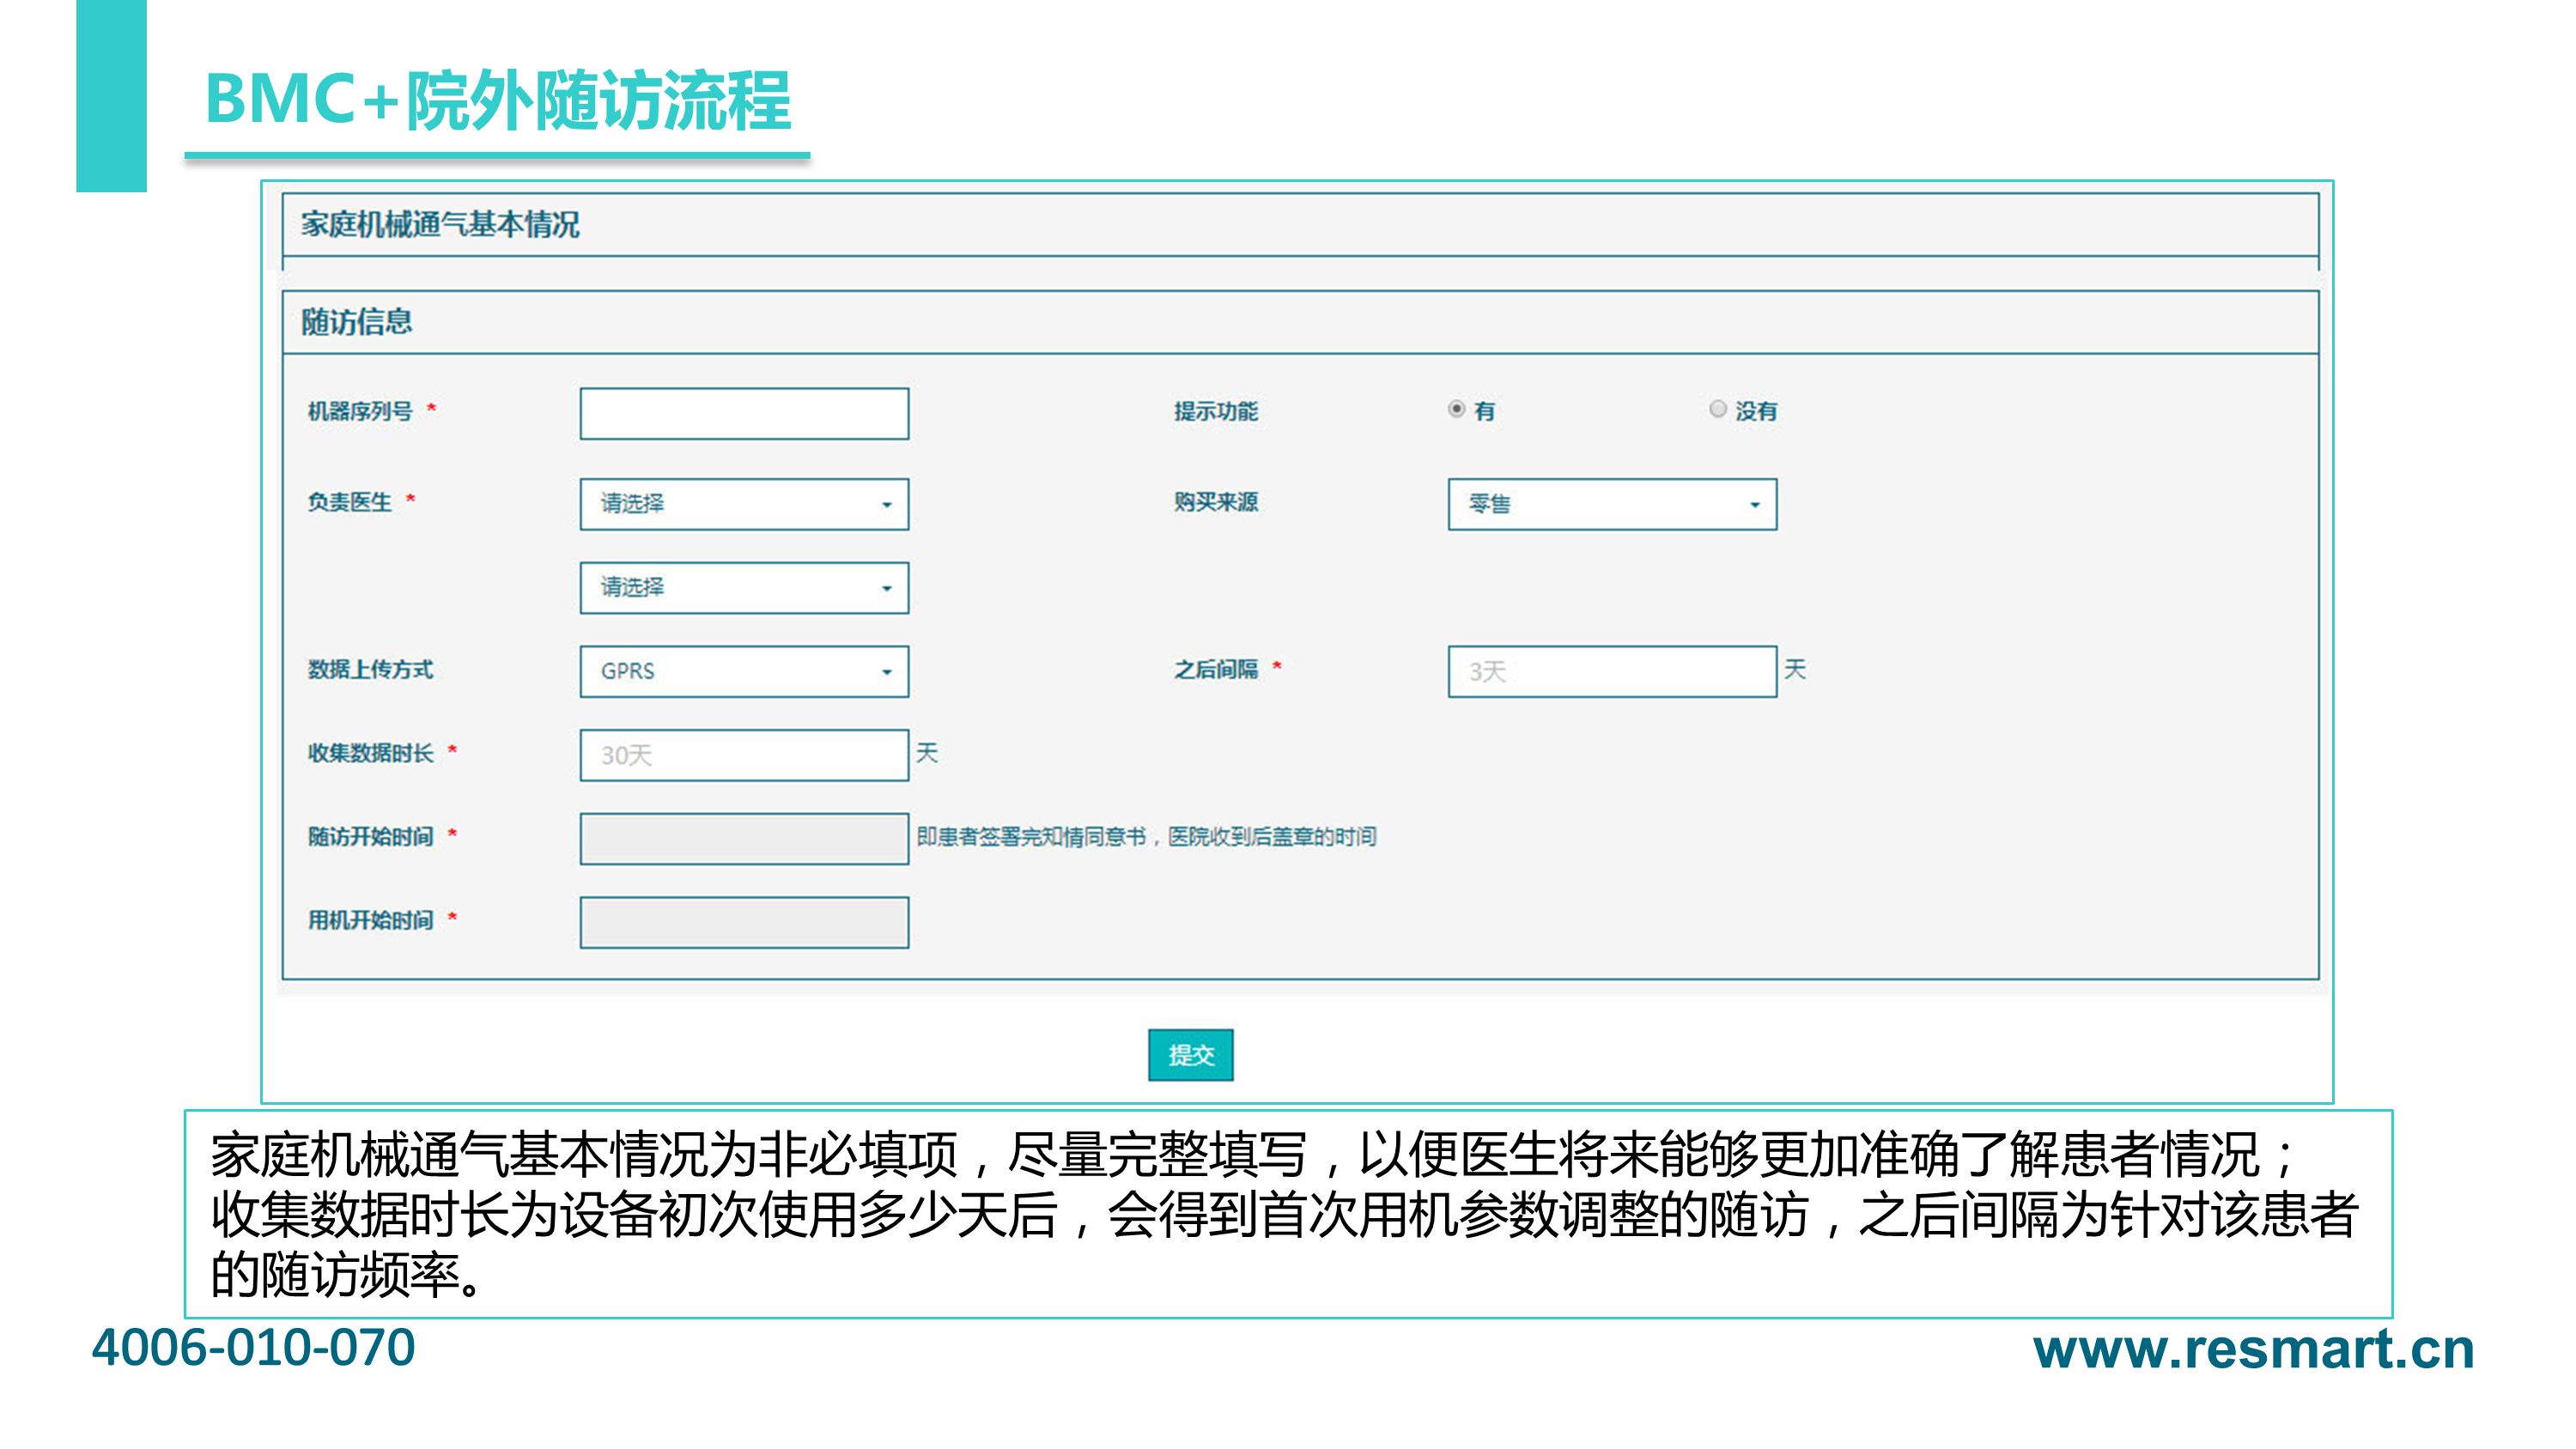 BMC+院外随访流程
家庭机械通气基本情况
随访信息
机器序列号 * 提示功能 有 没有
负责医生 * 请选择 购买来源 零售
请选择
数据上传方式 GPRS 之后间隔 * 3天 天
收集数据时长 * 30天 天
随访开始时间 * 即患者签署完知情同意书，医院收到后盖章的时间
用机开始时间 *
提交
家庭机械通气基本情况为非必填项，尽量完整填写，以便医生将来能够更加准确了解患者情况；
收集数据时长为设备初次使用多少天后，会得到首次用机参数调整的随访，之后间隔为针对该患者
的随访频率。
4006-010-070 www.resmart.cn